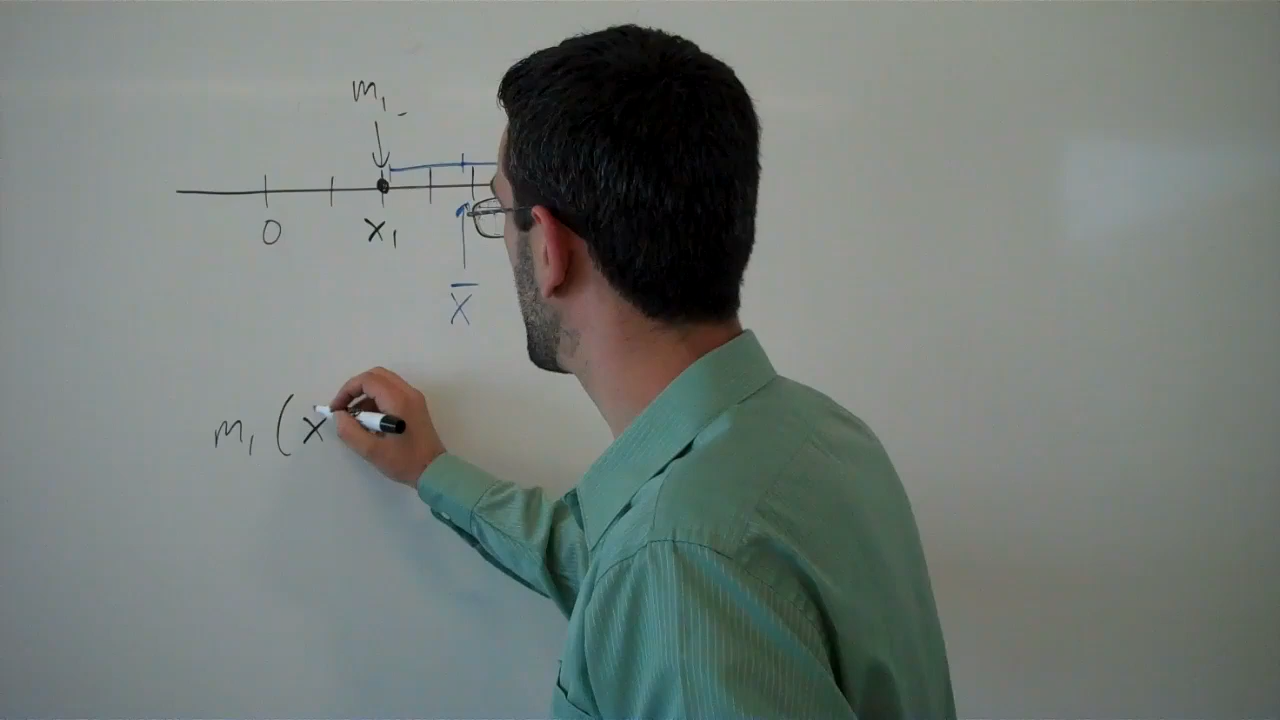 m₁
0 x₁
x̄
m₁ (x